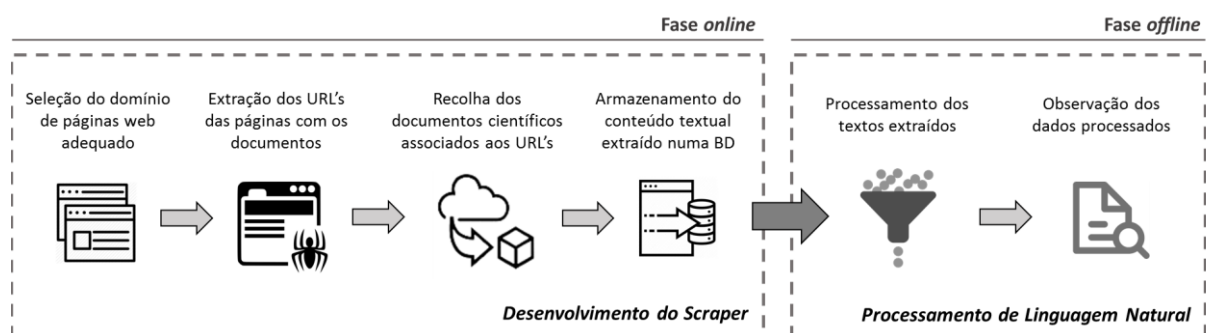 Fase online
Fase offline
Seleção do domínio
de páginas web
adequado
Extração dos URL's
das páginas com os
documentos
Recolha dos
documentos científicos
associados aos URL's
Armazenamento do
conteúdo textual
extraído numa BD
Processamento dos
textos extraídos
Observação dos
dados processados
Desenvolvimento do Scraper
Processamento de Linguagem Natural